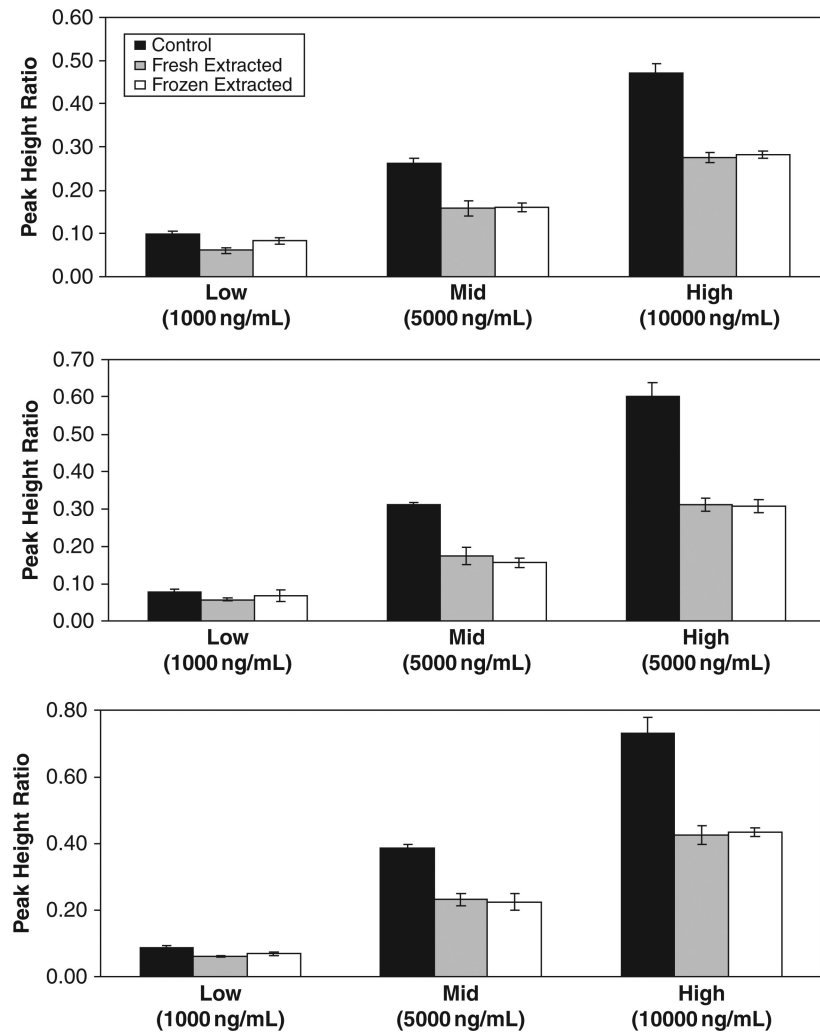 0.60
Control
Fresh Extracted
Frozen Extracted
0.50
0.40
0.30
0.20
0.10
0.00
Peak Height Ratio
Low
(1000 ng/mL)
Mid
(5000 ng/mL)
High
(10000 ng/mL)
0.70
0.60
0.50
0.40
0.30
0.20
0.10
0.00
Peak Height Ratio
Low
(1000 ng/mL)
Mid
(5000 ng/mL)
High
(5000 ng/mL)
0.80
0.60
0.40
0.20
0.00
Peak Height Ratio
Low
(1000 ng/mL)
Mid
(5000 ng/mL)
High
(10000 ng/mL)